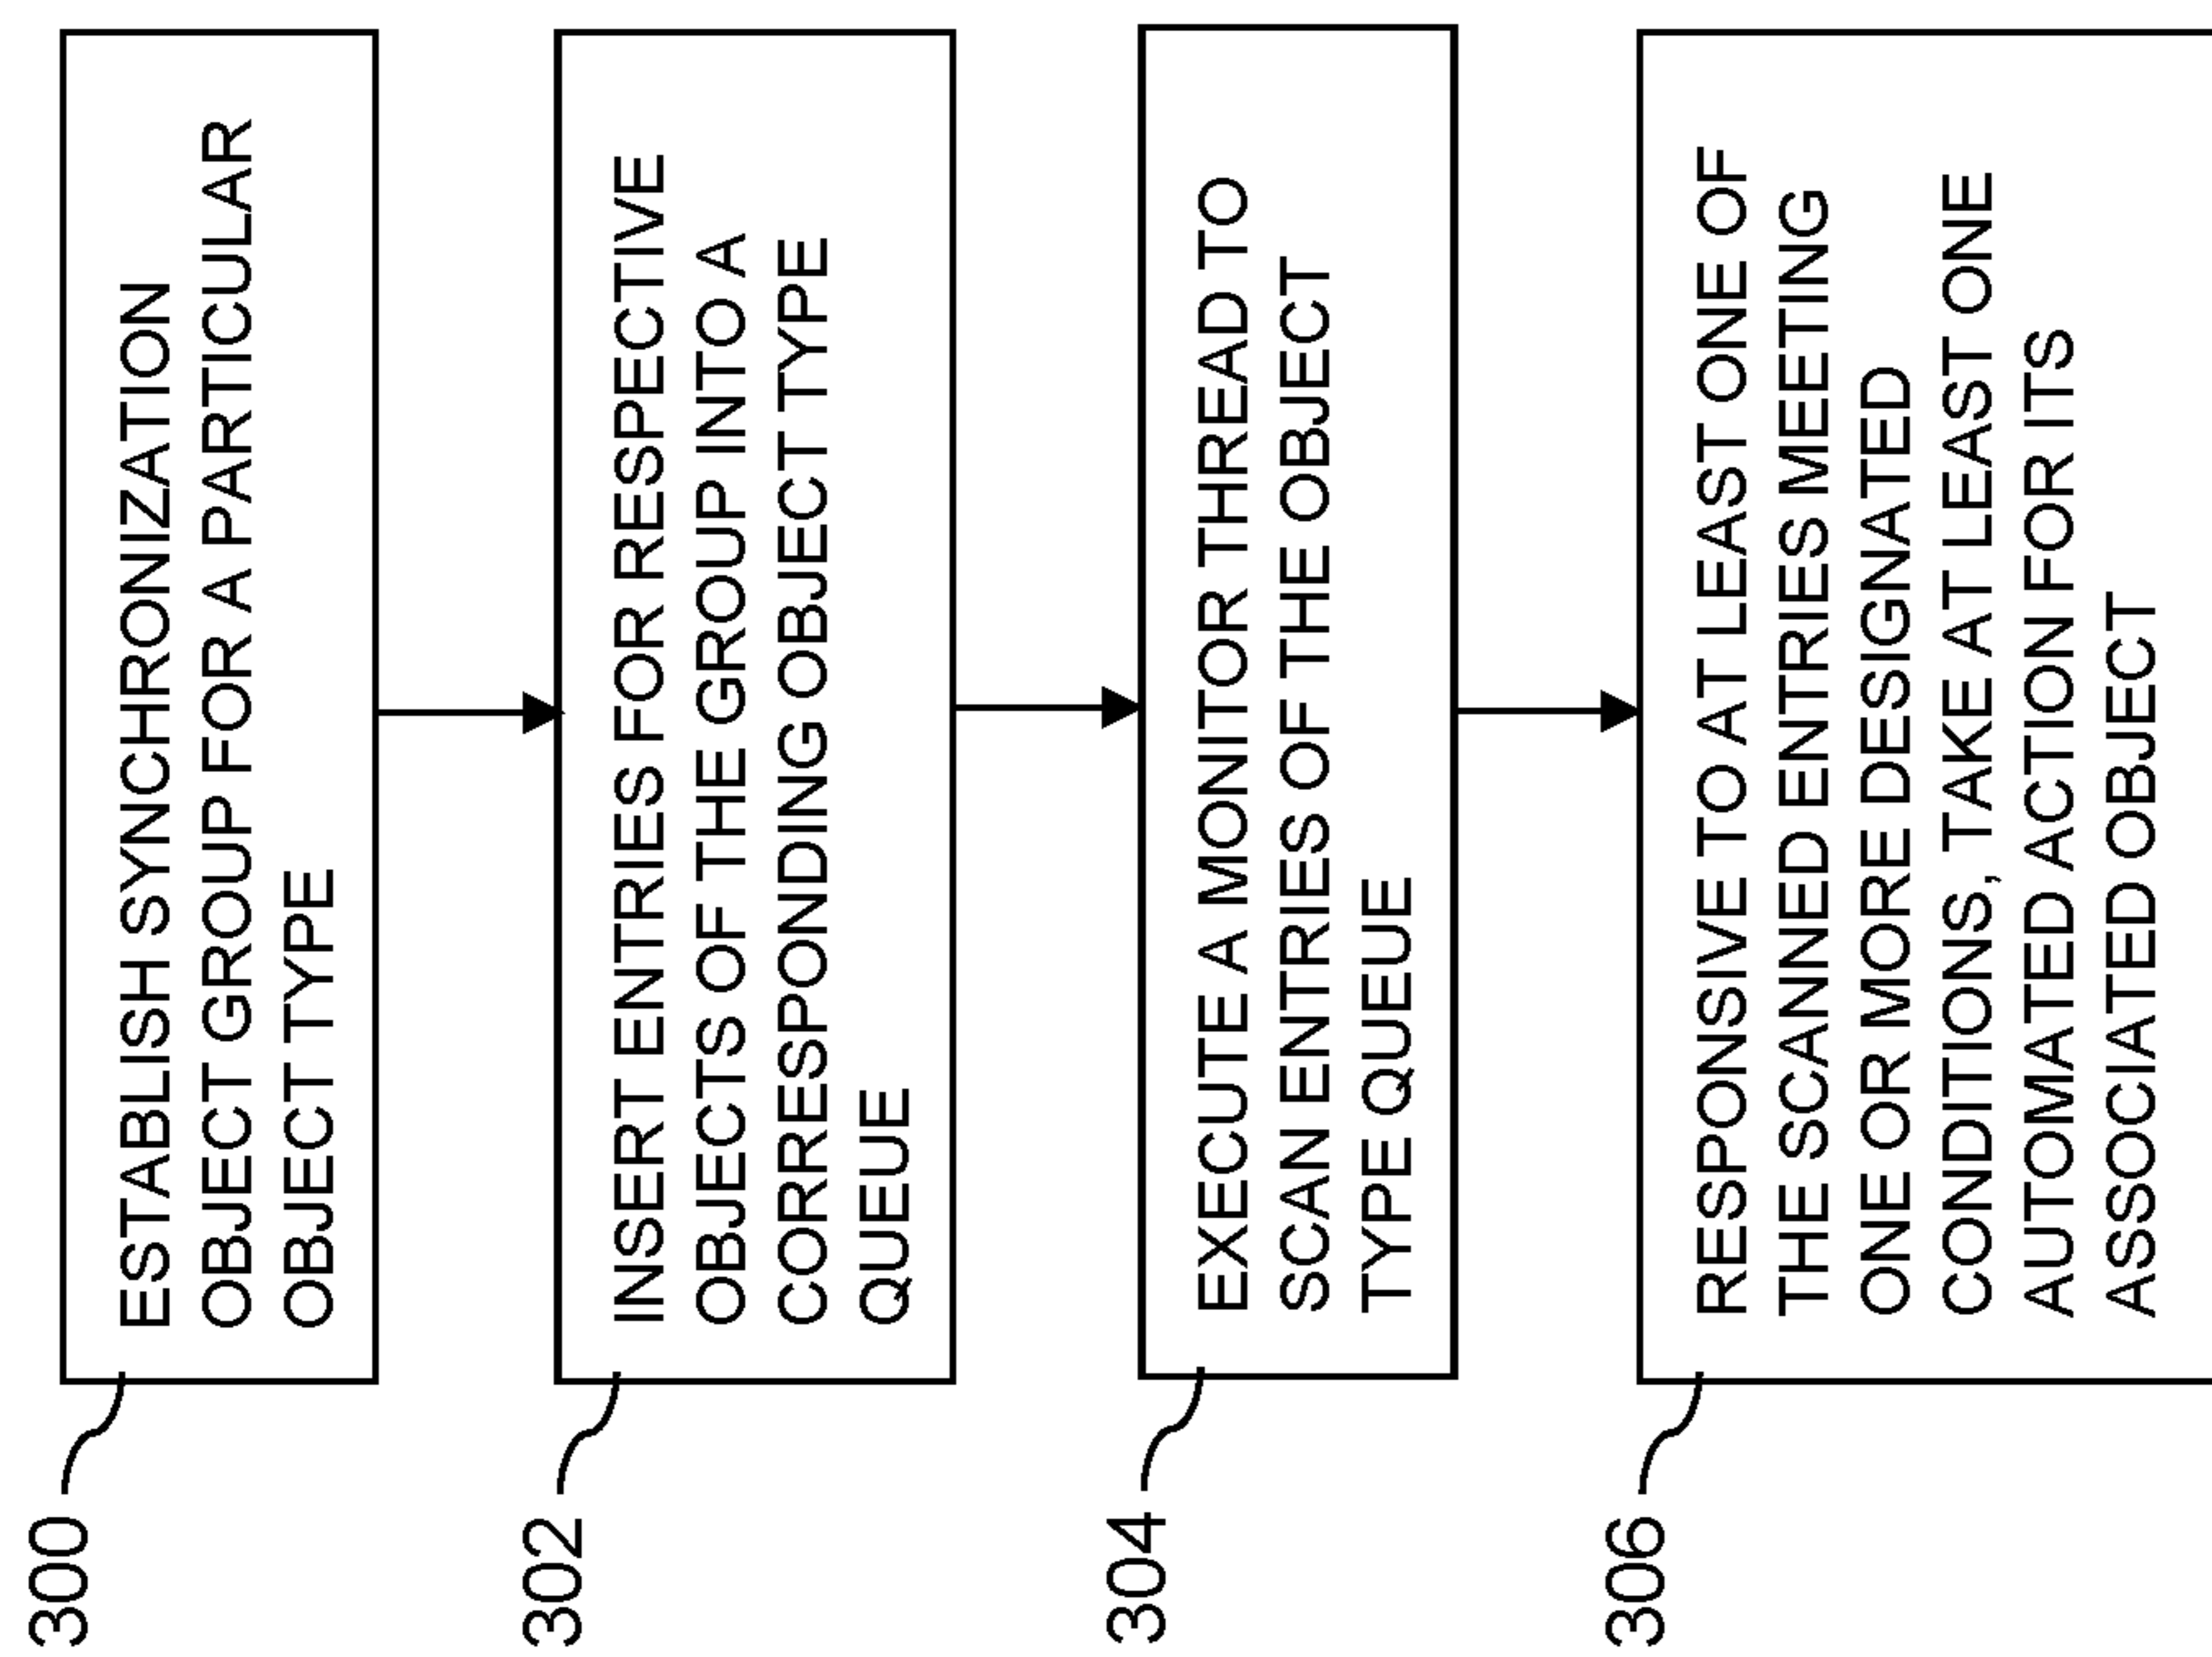 300
ESTABLISH SYNCHRONIZATION
OBJECT GROUP FOR A PARTICULAR
OBJECT TYPE
302
INSERT ENTRIES FOR RESPECTIVE
OBJECTS OF THE GROUP INTO A
CORRESPONDING OBJECT TYPE
QUEUE
304
EXECUTE A MONITOR THREAD TO
SCAN ENTRIES OF THE OBJECT
TYPE QUEUE
306
RESPONSIVE TO AT LEAST ONE OF
THE SCANNED ENTRIES MEETING
ONE OR MORE DESIGNATED
CONDITIONS, TAKE AT LEAST ONE
AUTOMATED ACTION FOR ITS
ASSOCIATED OBJECT